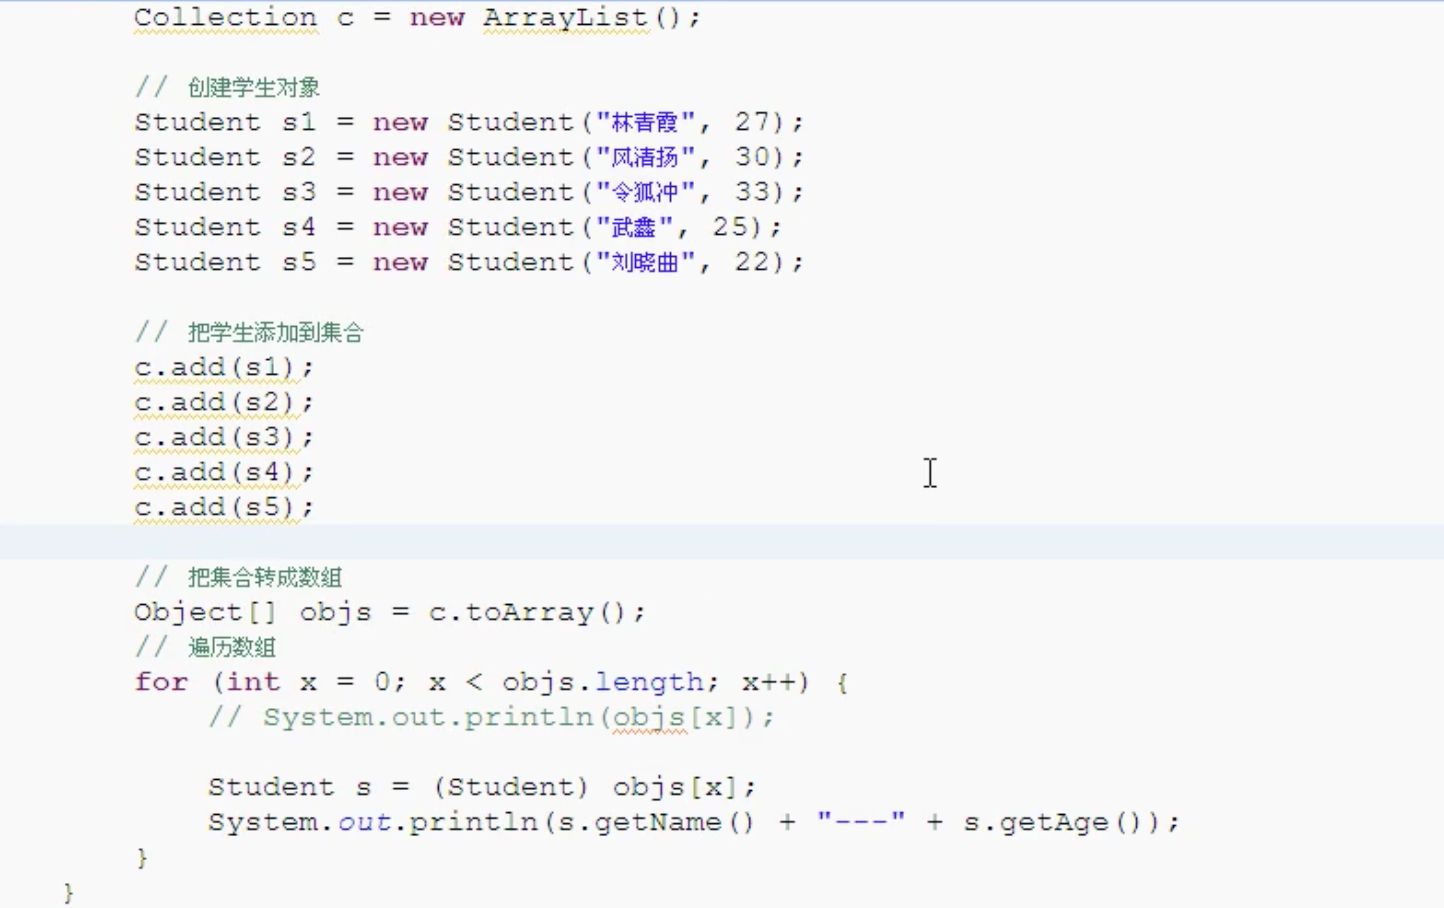 Collection c = new ArrayList();
// 创建学生对象
Student s1 = new Student("林青霞", 27);
Student s2 = new Student("风清扬", 30);
Student s3 = new Student("令狐冲", 33);
Student s4 = new Student("武鑫", 25);
Student s5 = new Student("刘晓曲", 22);
// 把学生添加到集合
c.add(s1);
c.add(s2);
c.add(s3);
c.add(s4);
c.add(s5);
// 把集合转成数组
Object[] objs = c.toArray();
// 遍历数组
for (int x = 0; x < objs.length; x++) {
// System.out.println(objs[x]);
Student s = (Student) objs[x];
System.out.println(s.getName() + "---" + s.getAge());
}
}